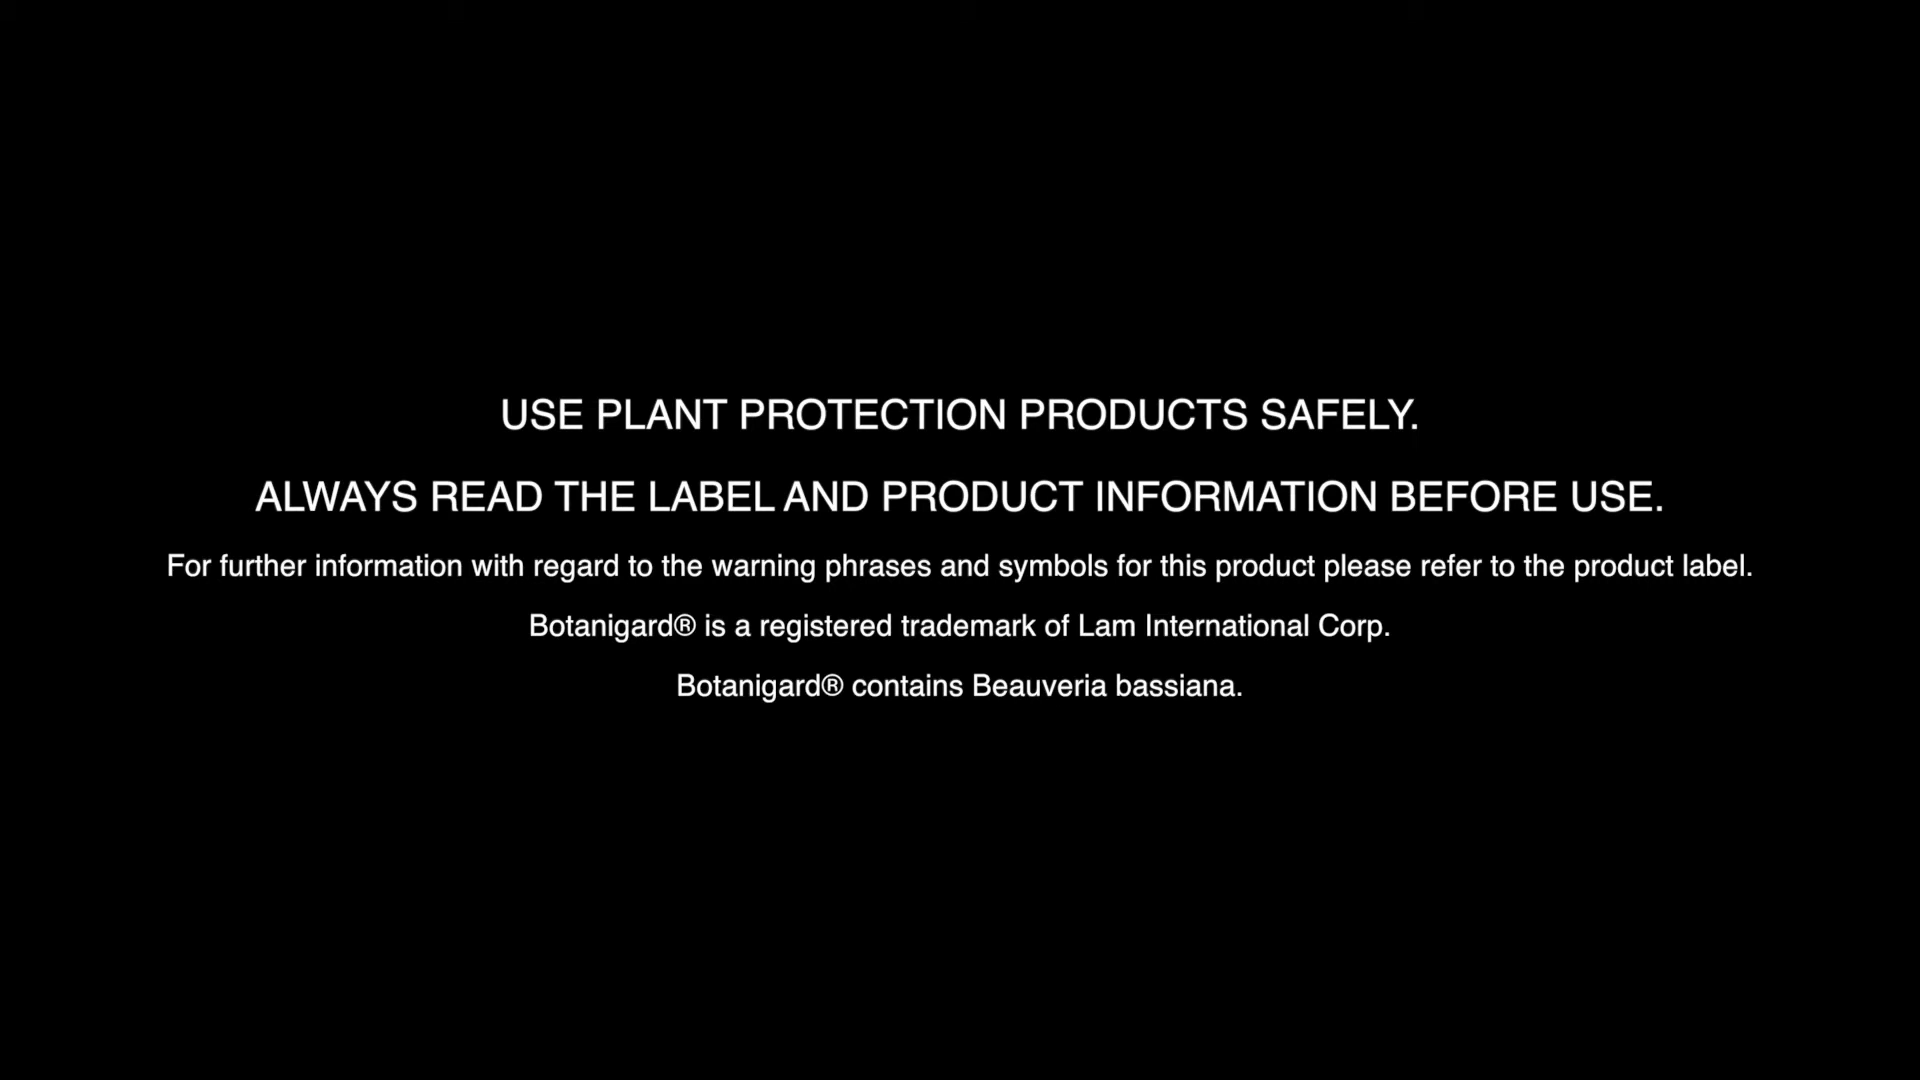 USE PLANT PROTECTION PRODUCTS SAFELY.
ALWAYS READ THE LABEL AND PRODUCT INFORMATION BEFORE USE.
For further information with regard to the warning phrases and symbols for this product please refer to the product label.
Botanigard® is a registered trademark of Lam International Corp.
Botanigard® contains Beauveria bassiana.